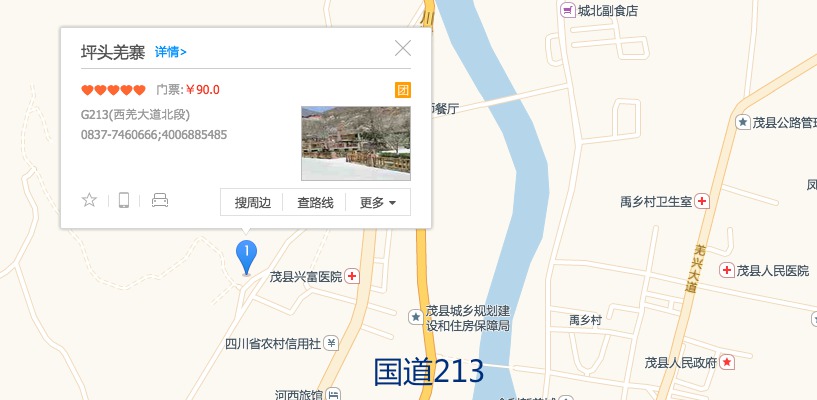 川
城北副食店
坪头羌寨 详情>
门票:￥90.0 团
G213(西羌大道北段)
0837-7460666;4006885485
餐厅
茂县公路管
搜周边 查路线 更多
禹乡村卫生室
1
羌兴大道
茂县人民医院
茂县兴富医院
茂县城乡规划建
设和住房保障局
禹乡村
四川省农村信用社 ¥
国道213
茂县人民政府
河西旅馆